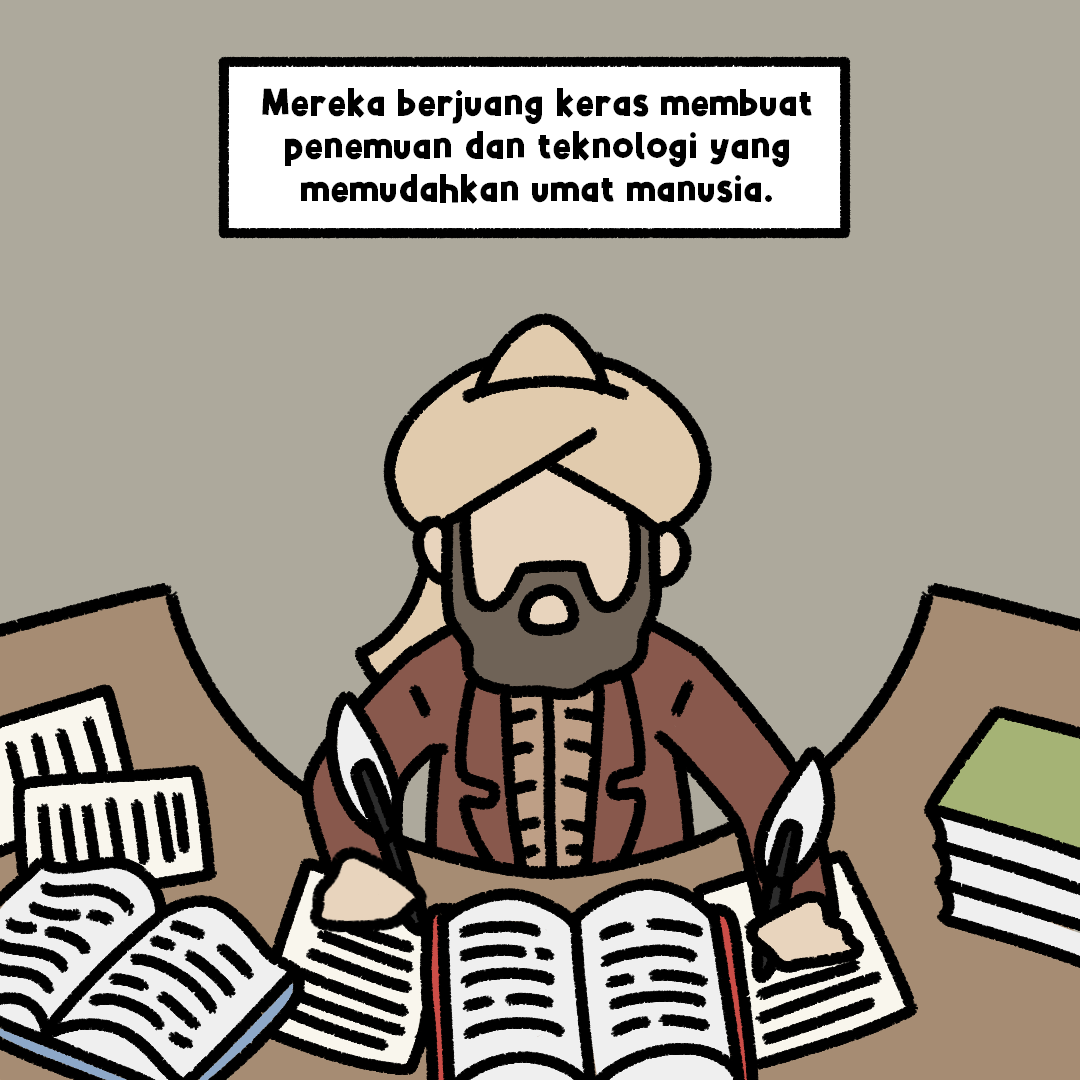 Mereka berjuang keras membuat
penemuan dan teknologi yang
memudahkan umat manusia.